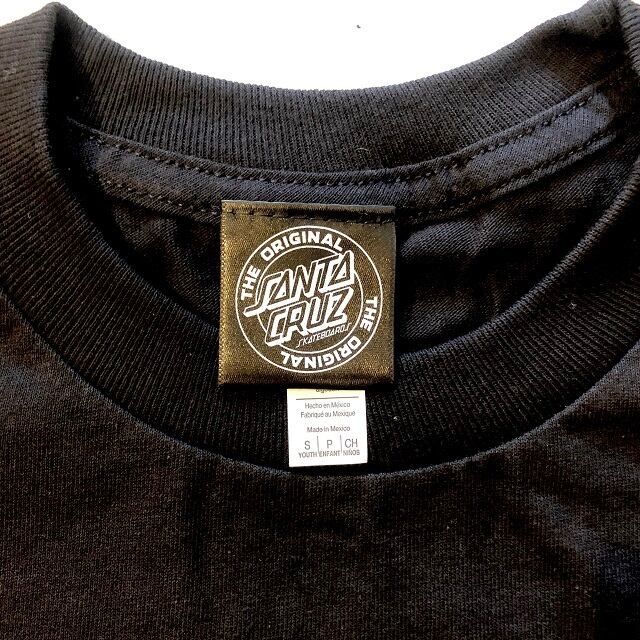 THE ORIGINAL
SANTA
CRUZ
SKATEBOARDS
THE ORIGINAL
Hecho en México
Fabriqué au Mexique
Made in Mexico
S P CH
YOUTH ENFANT NIÑOS